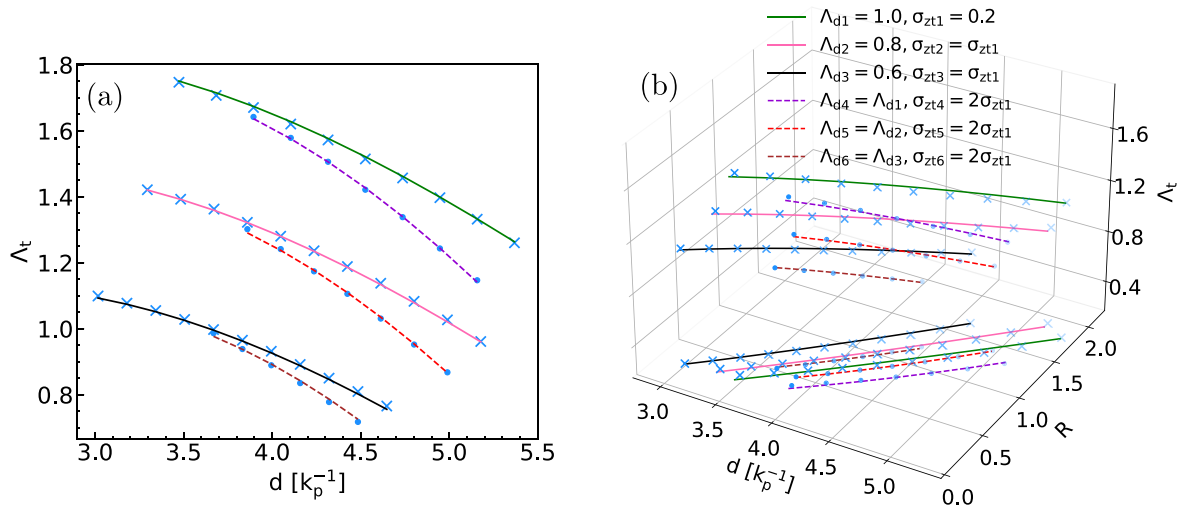 (a)
1.8
1.6
1.4
1.2
1.0
0.8
Λt
3.0 3.5 4.0 4.5 5.0 5.5
d [kp⁻¹]
(b)
Λd1 = 1.0, σzt1 = 0.2
Λd2 = 0.8, σzt2 = σzt1
Λd3 = 0.6, σzt3 = σzt1
Λd4 = Λd1, σzt4 = 2σzt1
Λd5 = Λd2, σzt5 = 2σzt1
Λd6 = Λd3, σzt6 = 2σzt1
1.6
1.2
0.8
0.4
Λt
3.0 3.5 4.0 4.5 5.0
d [kp⁻¹]
0.0 0.5 1.0 1.5 2.0
R